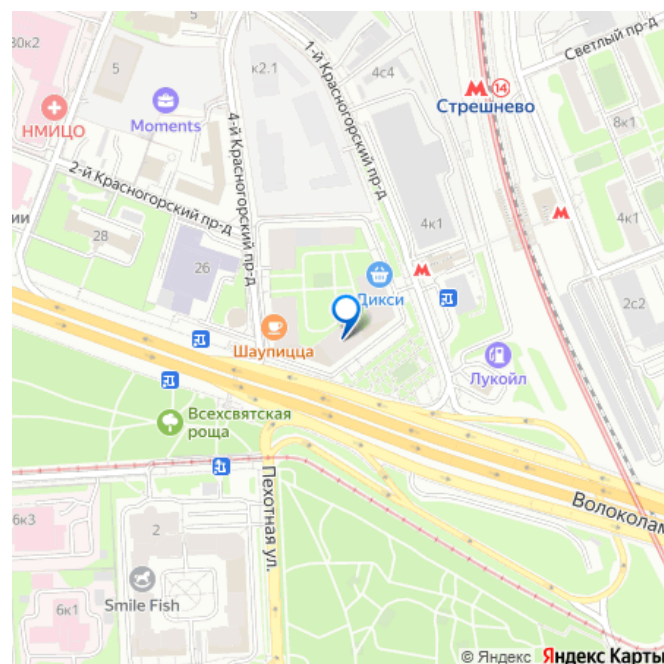 30к2
5
к2.1
1-й Красногорский пр-д
4с4
14
Стрешнево
Светлый пр-д
8к1
НМИЦО
Moments
4-й Красногорский пр-д
2-й Красногорский пр-д
4к1
4к1
ии
28
26
Дикси
2с2
Шаупицца
Лукойл
Всехсвятская
роща
Пехотная ул.
Волоколам
6к3
2
Smile Fish
6к1
© Яндекс Яндекс Карты